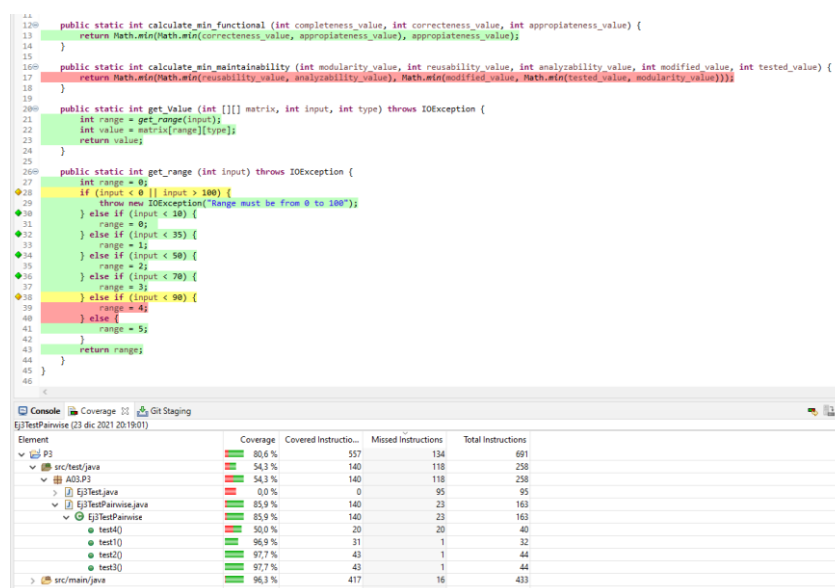 11
12 public static int calculate_min_functional (int completeness_value, int correctness_value, int appropiateness_value) {
13 return Math.min(Math.min(correcteness_value, appropiateness_value), appropiateness_value);
14 }
15
16 public static int calculate_min_maintainability (int modularity_value, int reusability_value, int analyzability_value, int modified_value, int tested_value) {
17 return Math.min(Math.min(reusability_value, analyzability_value), Math.min(modified_value, Math.min(tested_value, modularity_value)));
18 }
19
20 public static int get_Value (int [][] matrix, int input, int type) throws IOException {
21 int range = get_range(input);
22 int value = matrix[range][type];
23 return value;
24 }
25
26 public static int get_range (int input) throws IOException {
27 int range = 0;
28 if (input < 0 || input > 100) {
29 throw new IOException("Range must be from 0 to 100");
30 } else if (input < 10) {
31 range = 0;
32 } else if (input < 35) {
33 range = 1;
34 } else if (input < 50) {
35 range = 2;
36 } else if (input < 70) {
37 range = 3;
38 } else if (input < 90) {
39 range = 4;
40 } else {
41 range = 5;
42 }
43 return range;
44 }
45 }
46
Console Coverage Git Staging
Ej3TestPairwise (23 dic 2021 20:19:01)
Element Coverage Covered Instructio... Missed Instructions Total Instructions
P3 80,6 % 557 134 691
src/test/java 54,3 % 140 118 258
A03.P3 54,3 % 140 118 258
Ej3Test.java 0,0 % 0 95 95
Ej3TestPairwise.java 85,9 % 140 23 163
Ej3TestPairwise 85,9 % 140 23 163
test4() 50,0 % 20 20 40
test1() 96,9 % 31 1 32
test2() 97,7 % 43 1 44
test3() 97,7 % 43 1 44
src/main/java 96,3 % 417 16 433